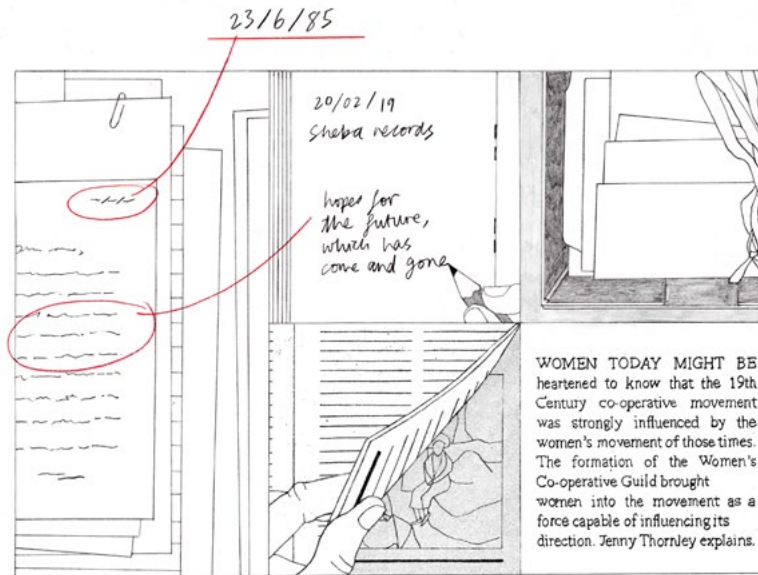 23/6/85
20/02/19
Sheba records
hopes for
the future,
which has
come and gone
WOMEN TODAY MIGHT BE
heartened to know that the 19th
Century co-operative movement
was strongly influenced by the
women's movement of those times.
The formation of the Women's
Co-operative Guild brought
women into the movement as a
force capable of influencing its
direction. Jenny Thornley explains.